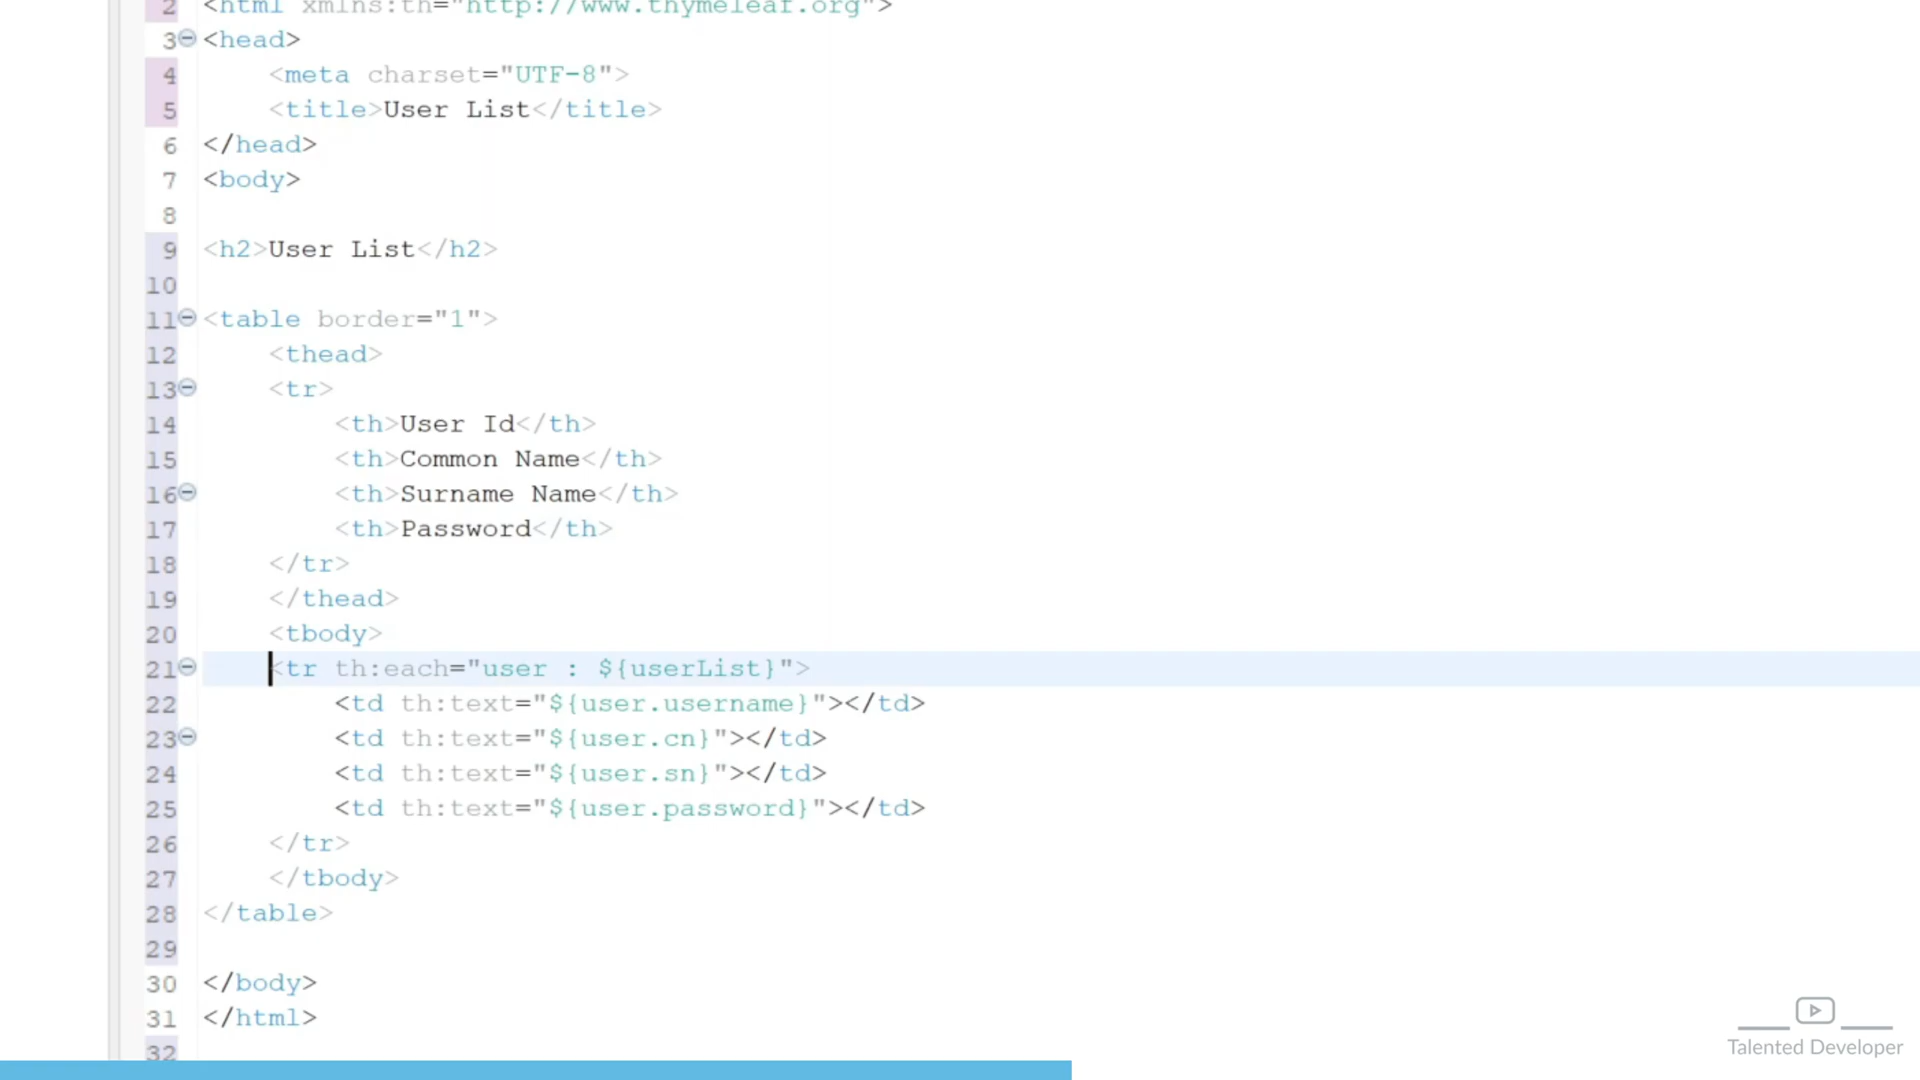 2 <html xmlns:th="http://www.thymeleaf.org">
3 <head>
4 <meta charset="UTF-8">
5 <title>User List</title>
6 </head>
7 <body>
8
9 <h2>User List</h2>
10
11 <table border="1">
12 <thead>
13 <tr>
14 <th>User Id</th>
15 <th>Common Name</th>
16 <th>Surname Name</th>
17 <th>Password</th>
18 </tr>
19 </thead>
20 <tbody>
21 <tr th:each="user : ${userList}">
22 <td th:text="${user.username}"></td>
23 <td th:text="${user.cn}"></td>
24 <td th:text="${user.sn}"></td>
25 <td th:text="${user.password}"></td>
26 </tr>
27 </tbody>
28 </table>
29
30 </body>
31 </html>
32
Talented Developer